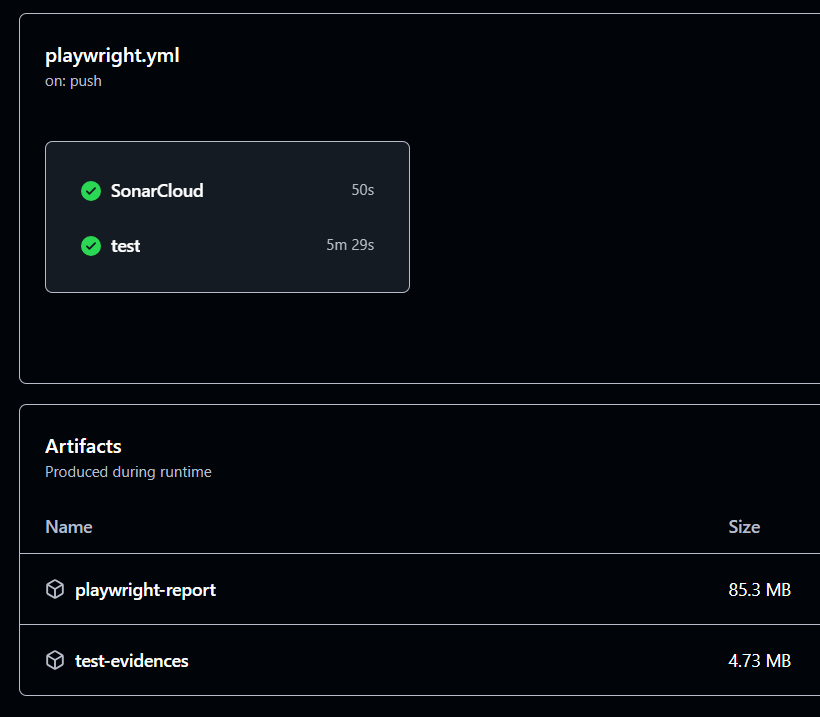 playwright.yml
on: push
SonarCloud 50s
test 5m 29s
Artifacts
Produced during runtime
Name Size
playwright-report 85.3 MB
test-evidences 4.73 MB